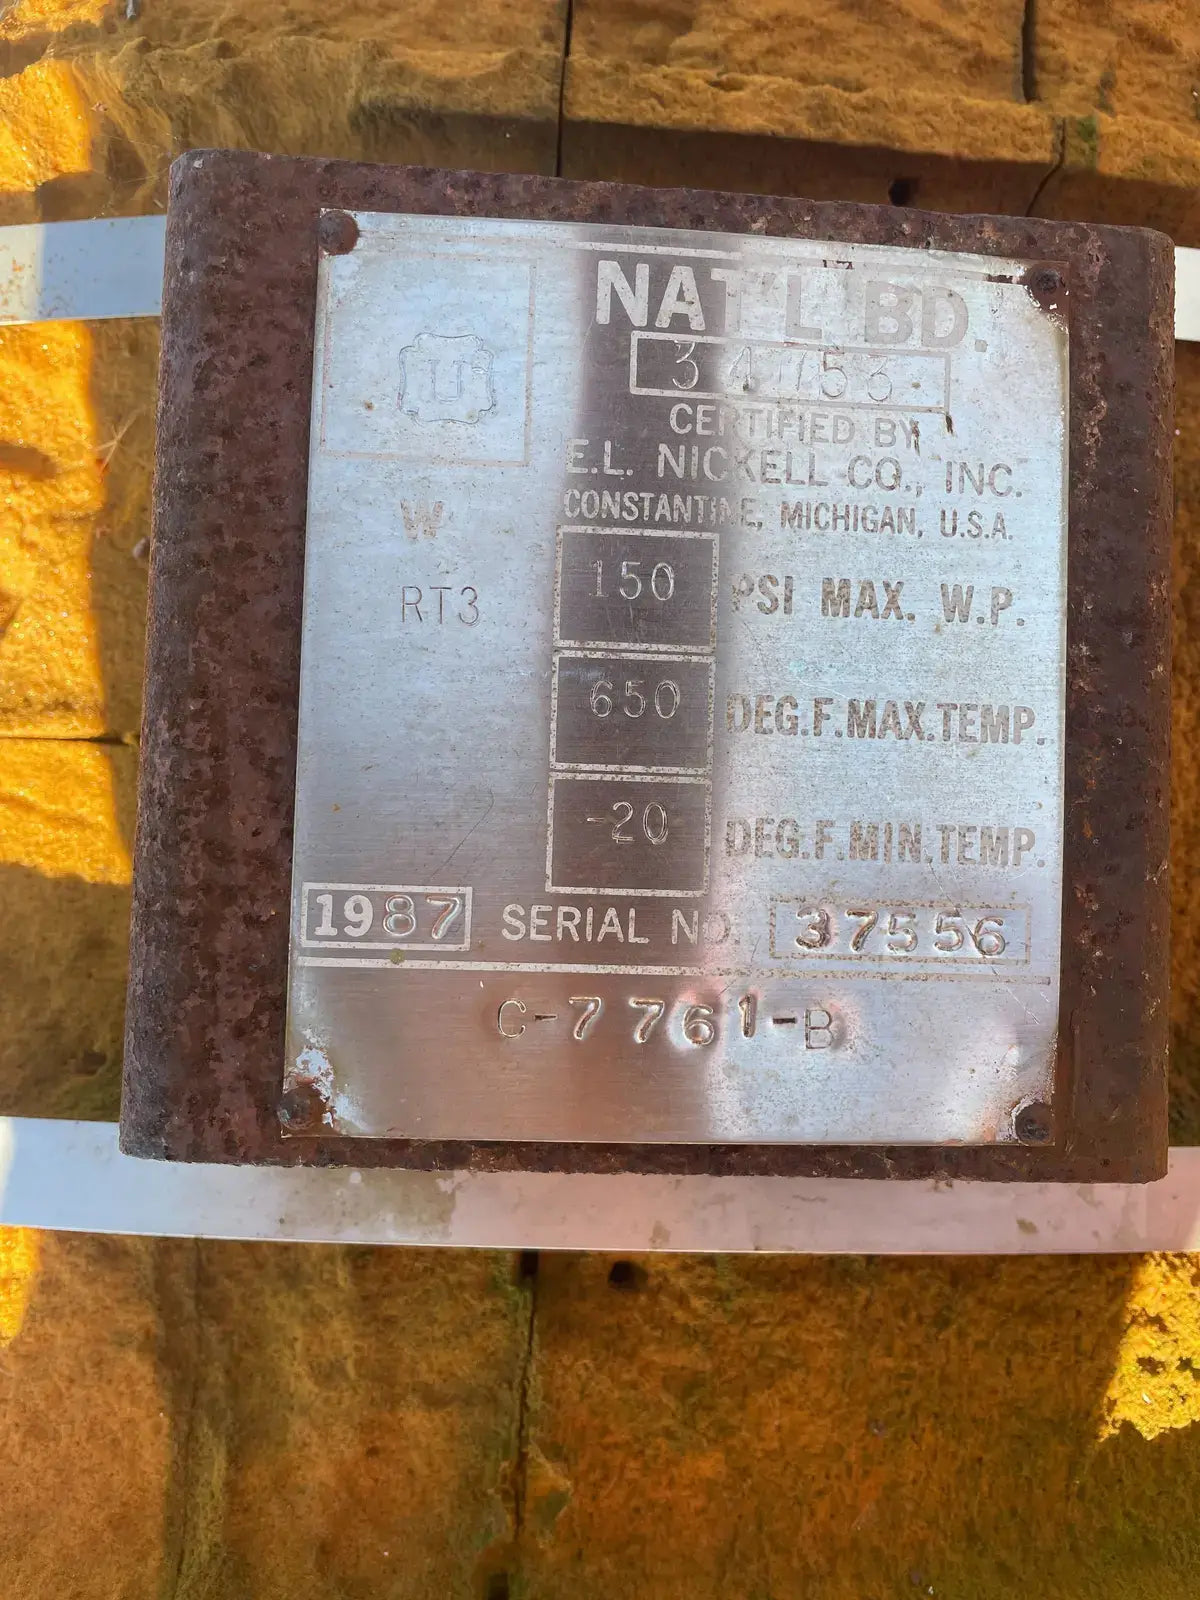 U
NAT'L BD.
CERTIFIED BY
E.L. NICKELL CO., INC.
CONSTANTINE, MICHIGAN, U.S.A.
W
RT3
150 PSI MAX. W.P.
650 DEG.F.MAX.TEMP.
-20 DEG.F.MIN.TEMP.
1987 SERIAL NO. 37556
C-7761-B